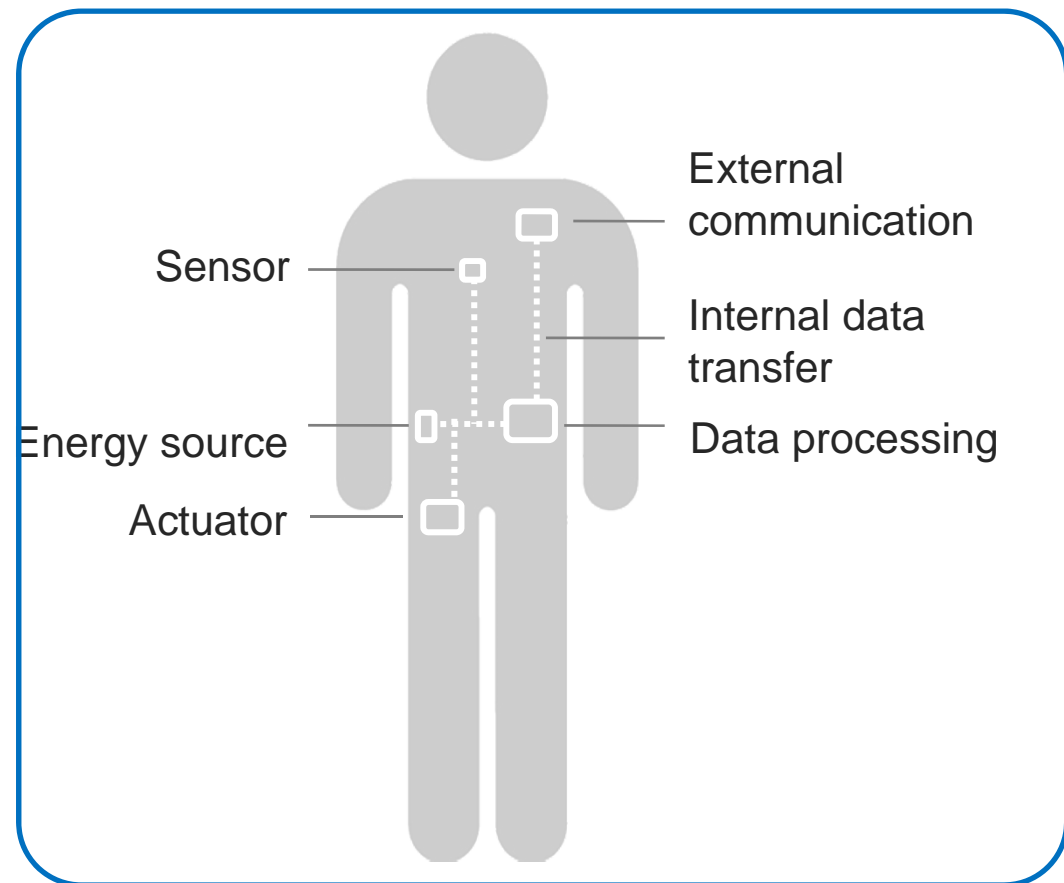 External
communication
Sensor
Internal data
transfer
Energy source
Data processing
Actuator